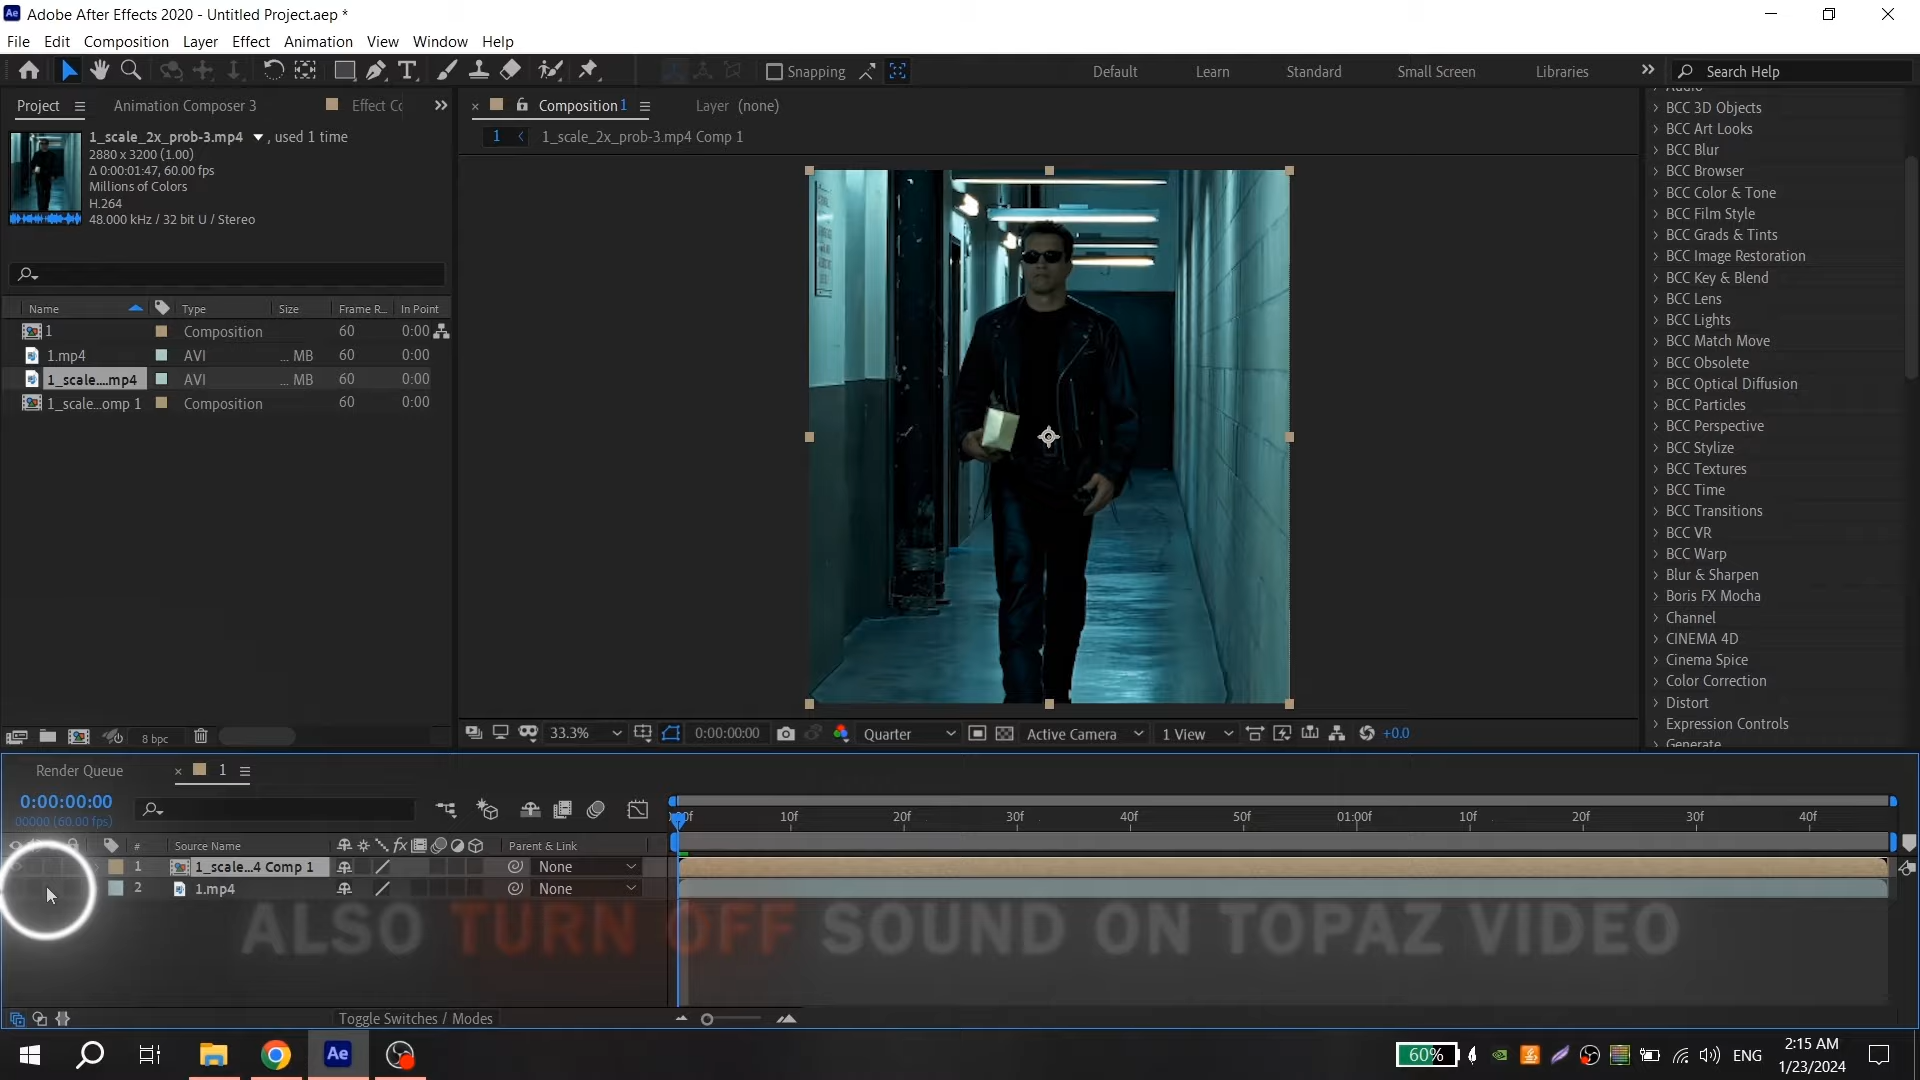 Adobe After Effects 2020 - Untitled Project.aep *
File Edit Composition Layer Effect Animation View Window Help
Snapping Default Learn Standard Small Screen Libraries Search Help
Project Animation Composer 3 Effect Cc
Composition 1 Layer (none)
1_scale_2x_prob-3.mp4 , used 1 time
2880 x 3200 (1.00)
Δ 0:00:01:47, 60.00 fps
Millions of Colors
H.264
48.000 kHz / 32 bit U / Stereo
1 1_scale_2x_prob-3.mp4 Comp 1
Name Type Size Frame R... In Point
1 Composition 60 0:00
1.mp4 AVI ... MB 60 0:00
1_scale....mp4 AVI ... MB 60 0:00
1_scale...omp 1 Composition 60 0:00
8 bpc
33.3% 0:00:00:00 Quarter Active Camera 1 View +0.0
BCC 3D Objects
BCC Art Looks
BCC Blur
BCC Browser
BCC Color & Tone
BCC Film Style
BCC Grads & Tints
BCC Image Restoration
BCC Key & Blend
BCC Lens
BCC Lights
BCC Match Move
BCC Obsolete
BCC Optical Diffusion
BCC Particles
BCC Perspective
BCC Stylize
BCC Textures
BCC Time
BCC Transitions
BCC VR
BCC Warp
Blur & Sharpen
Boris FX Mocha
Channel
CINEMA 4D
Cinema Spice
Color Correction
Distort
Expression Controls
Generate
Render Queue 1
0:00:00:00
00000 (60.00 fps)
10f 20f 30f 40f 50f 01:00f 10f 20f 30f 40f
# Source Name Parent & Link
1 1_scale...4 Comp 1 None
2 1.mp4 None
ALSO TURN OFF SOUND ON TOPAZ VIDEO
Toggle Switches / Modes
Ae
60% ENG 2:15 AM
1/23/2024